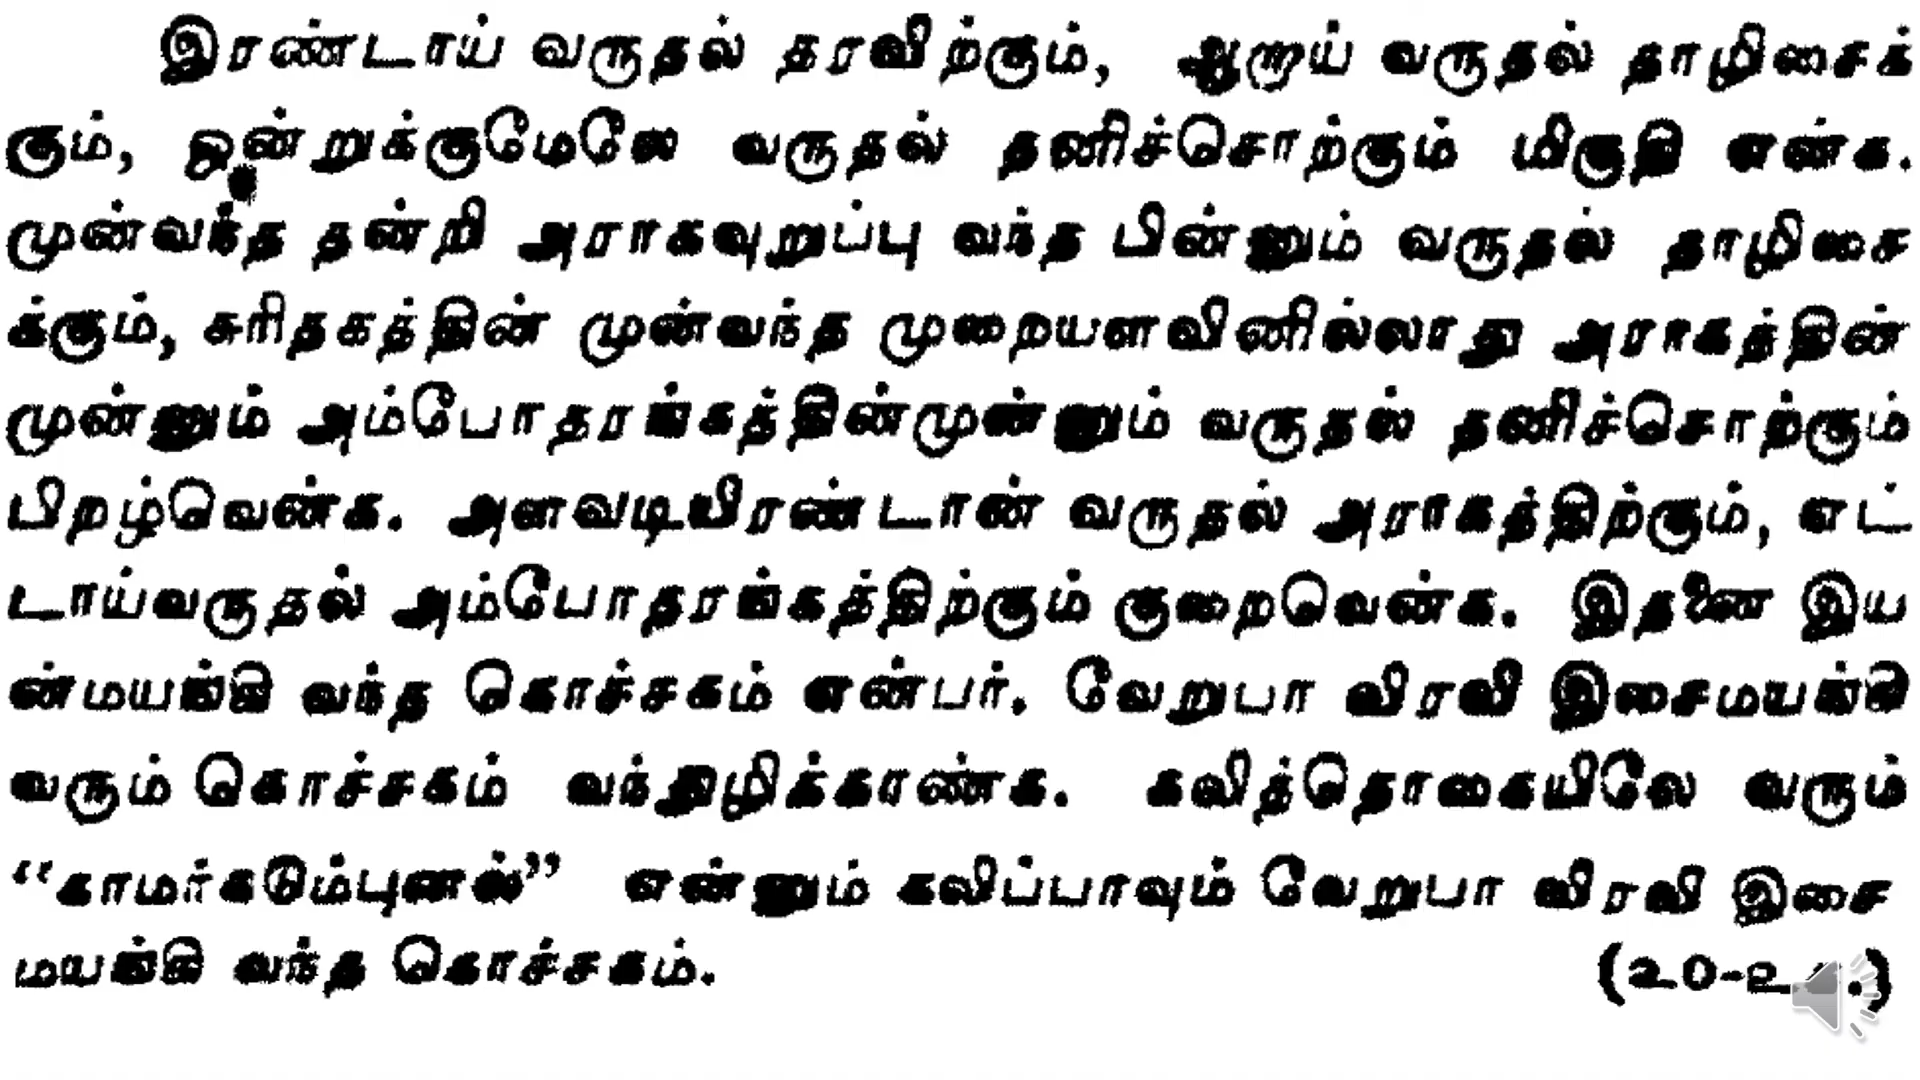 இரண்டாய் வருதல் தரவிற்கும், ஆறாய் வருதல் தாழிசைக்
கும், ஒன்றுக்குமேலே வருதல் தனிச்சொற்கும் மிகுதி என்க.
முன்வந்த தன்றி அராகவுறுப்பு வந்த பின்னும் வருதல் தாழிசை
க்கும், சுரிதகத்தின் முன்வந்த முறையளவினில்லாது அராகத்தின்
முன்னும் அம்போதரங்கத்தின்முன்னும் வருதல் தனிச்சொற்கும்
பிறழ்வென்க. அளவடியிரண்டான் வருதல் அராகத்திற்கும், எட்
டாய்வருதல் அம்போதரங்கத்திற்கும் குறைவென்க. இதனை இய
ன்மயங்கி வந்த கொச்சகம் என்பர். வேறுபா விரவி இசைமயங்கி
வரும் கொச்சகம் வந்துழிக்காண்க. கலித்தொகையிலே வரும்
“காமர்கடும்புனல்” என்னும் கலிப்பாவும் வேறுபா விரவி இசை
மயங்கி வந்த கொச்சகம்.